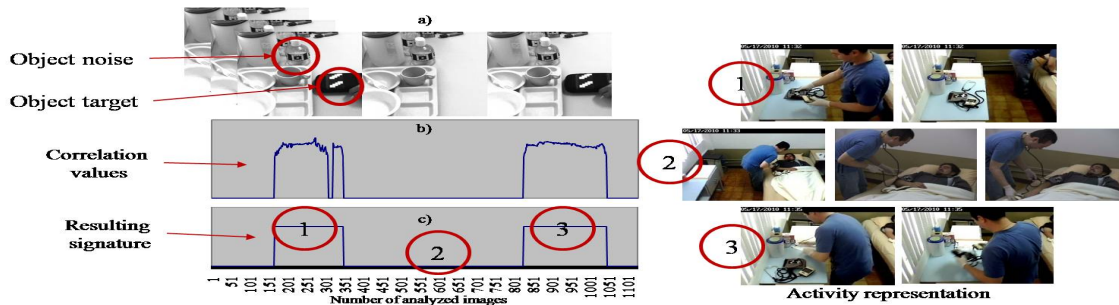 a)
Object noise
Object target
b)
Correlation
values
c)
Resulting
signature
1
2
3
1 51 101 151 201 251 301 351 401 451 501 551 601 651 701 751 801 851 901 951 1001 1051 1101
Number of analyzed images
05/17/2010 11:32
05/17/2010 11:32
1
05/17/2010 11:33
2
05/17/2010 11:35
05/17/2010 11:35
3
Activity representation